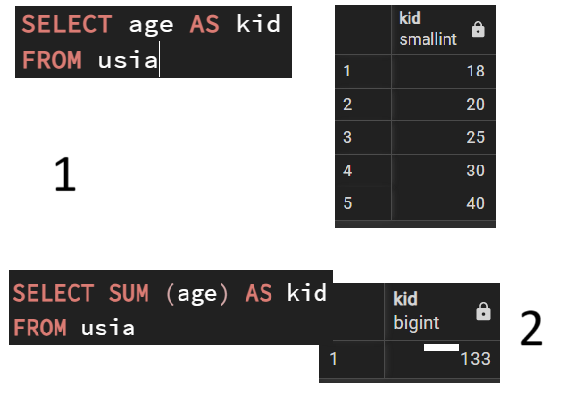 SELECT age AS kid
FROM usia
kid
smallint
1 18
2 20
3 25
4 30
5 40
1
SELECT SUM (age) AS kid
FROM usia
kid
bigint
1 133
2